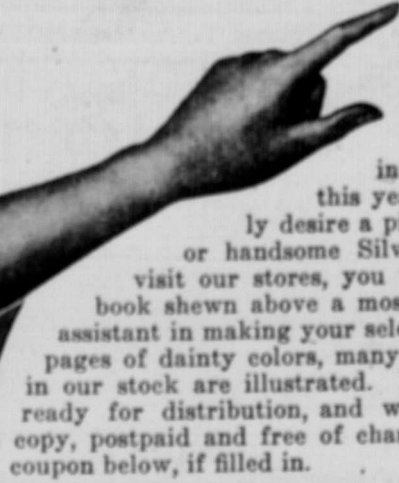 in
this ye
ly desire a p
or handsome Silv
visit our stores, you
book shewn above a mos
assistant in making your sele
pages of dainty colors, many
in our stock are illustrated.
ready for distribution, and w
copy, postpaid and free of cha
coupon below, if filled in.